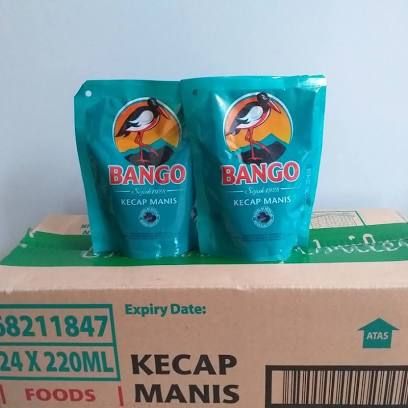 BANGO
Sejak 1928
KECAP MANIS
BANGO
Sejak 1928
KECAP MANIS
68211847
Expiry Date:
24 X 220ML
FOODS
KECAP
MANIS
ATAS